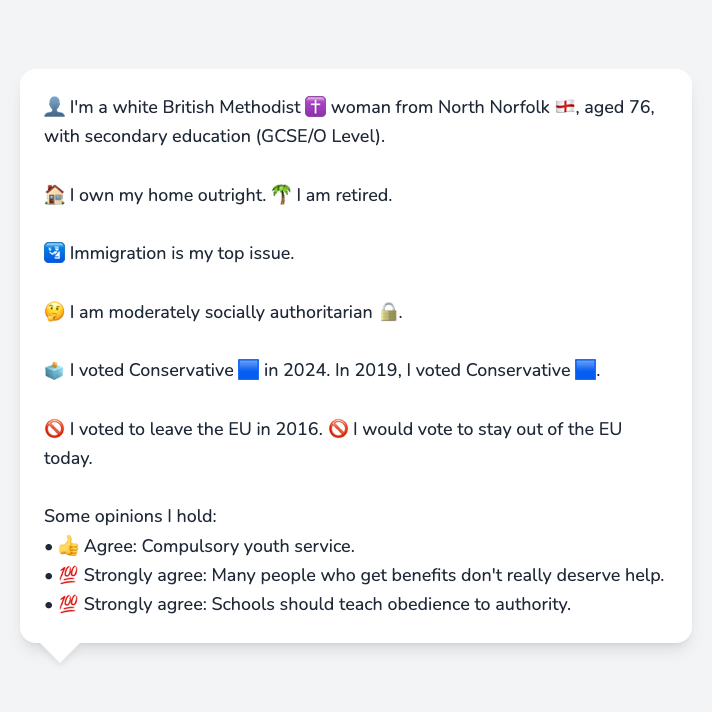 👤 I'm a white British Methodist ✝️ woman from North Norfolk 🏴󠁧󠁢󠁥󠁮󠁧󠁿, aged 76,
with secondary education (GCSE/O Level).
🏠 I own my home outright. 🌴 I am retired.
🛂 Immigration is my top issue.
🤔 I am moderately socially authoritarian 🔒.
🗳️ I voted Conservative 🟦 in 2024. In 2019, I voted Conservative 🟦.
🚫 I voted to leave the EU in 2016. 🚫 I would vote to stay out of the EU
today.
Some opinions I hold:
• 👍 Agree: Compulsory youth service.
• 💯 Strongly agree: Many people who get benefits don't really deserve help.
• 💯 Strongly agree: Schools should teach obedience to authority.